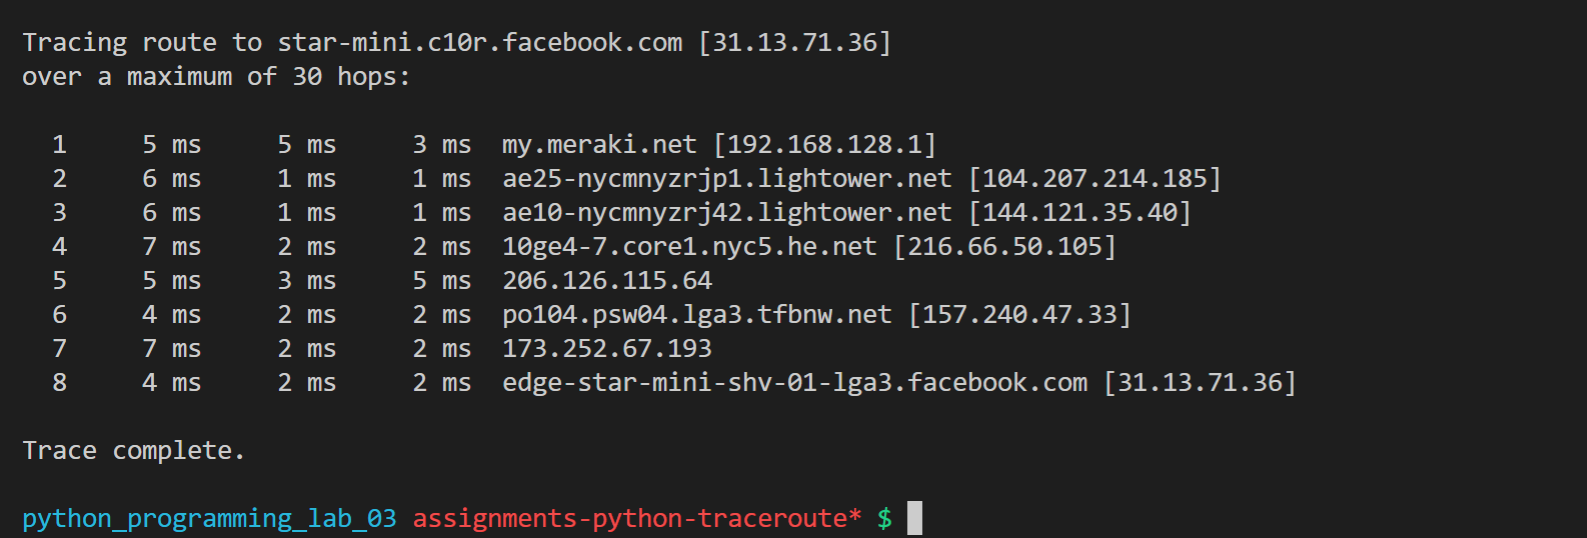 Tracing route to star-mini.c10r.facebook.com [31.13.71.36]
over a maximum of 30 hops:
1 5 ms 5 ms 3 ms my.meraki.net [192.168.128.1]
2 6 ms 1 ms 1 ms ae25-nycmnyzrjp1.lightower.net [104.207.214.185]
3 6 ms 1 ms 1 ms ae10-nycmnyzrj42.lightower.net [144.121.35.40]
4 7 ms 2 ms 2 ms 10ge4-7.core1.nyc5.he.net [216.66.50.105]
5 5 ms 3 ms 5 ms 206.126.115.64
6 4 ms 2 ms 2 ms po104.psw04.lga3.tfbnw.net [157.240.47.33]
7 7 ms 2 ms 2 ms 173.252.67.193
8 4 ms 2 ms 2 ms edge-star-mini-shv-01-lga3.facebook.com [31.13.71.36]
Trace complete.
python_programming_lab_03 assignments-python-traceroute* $